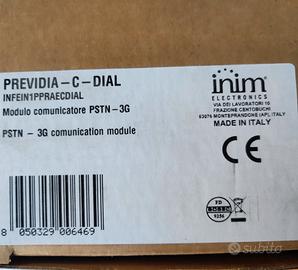 PREVIDIA-C-DIAL
INFEIN1PPRAECDIAL
Modulo comunicatore PSTN-3G
PSTN - 3G comunication module
inim
ELECTRONICS
VIA DEI LAVORATORI 10
FRAZIONE CENTOBUCHI
63076 MONTEPRANDONE (AP), ITALY
MADE IN ITALY
CE
8 050329 006469
subito